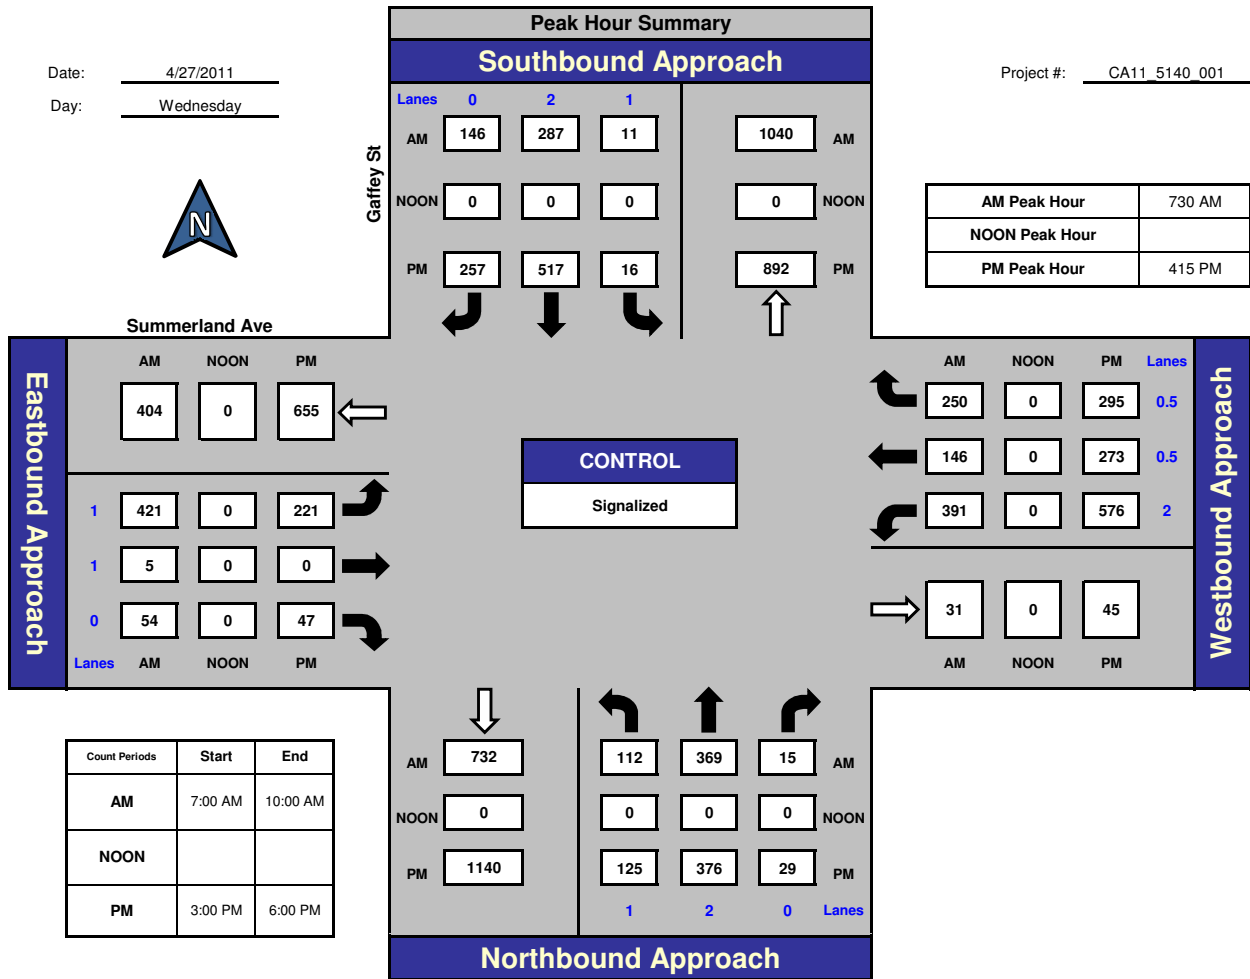 Peak Hour Summary
Southbound Approach
Date: 4/27/2011
Day: Wednesday
Project #: CA11_5140_001
N
Gaffey St
Summerland Ave
Lanes 0 2 1
AM 146 287 11 1040 AM
NOON 0 0 0 0 NOON
PM 257 517 16 892 PM
AM Peak Hour 730 AM
NOON Peak Hour
PM Peak Hour 415 PM
Eastbound Approach
AM NOON PM
404 0 655
1 421 0 221
1 5 0 0
0 54 0 47
Lanes AM NOON PM
CONTROL
Signalized
AM NOON PM Lanes
250 0 295 0.5
146 0 273 0.5
391 0 576 2
31 0 45
AM NOON PM
Westbound Approach
Count Periods Start End
AM 7:00 AM 10:00 AM
NOON
PM 3:00 PM 6:00 PM
AM 732 112 369 15 AM
NOON 0 0 0 0 NOON
PM 1140 125 376 29 PM
1 2 0 Lanes
Northbound Approach